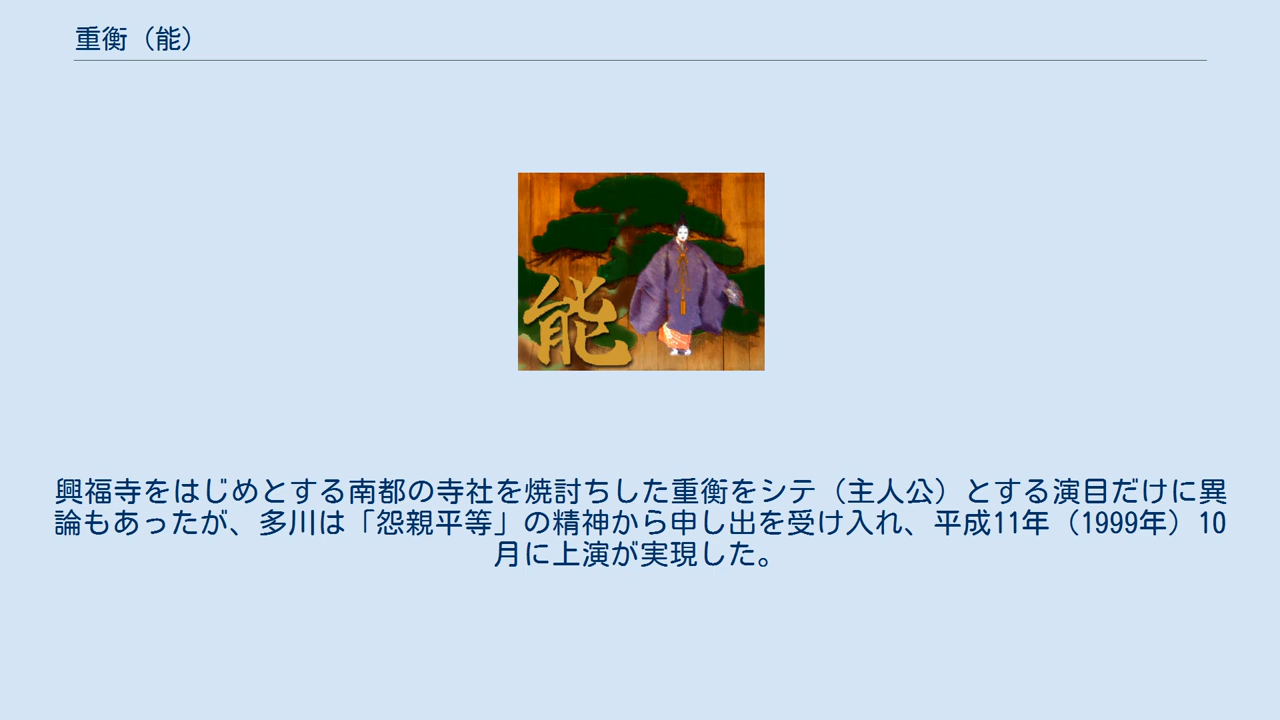 重衡（能）
能
興福寺をはじめとする南都の寺社を焼討ちした重衡をシテ（主人公）とする演目だけに異
論もあったが、多川は「怨親平等」の精神から申し出を受け入れ、平成11年（1999年）10
月に上演が実現した。